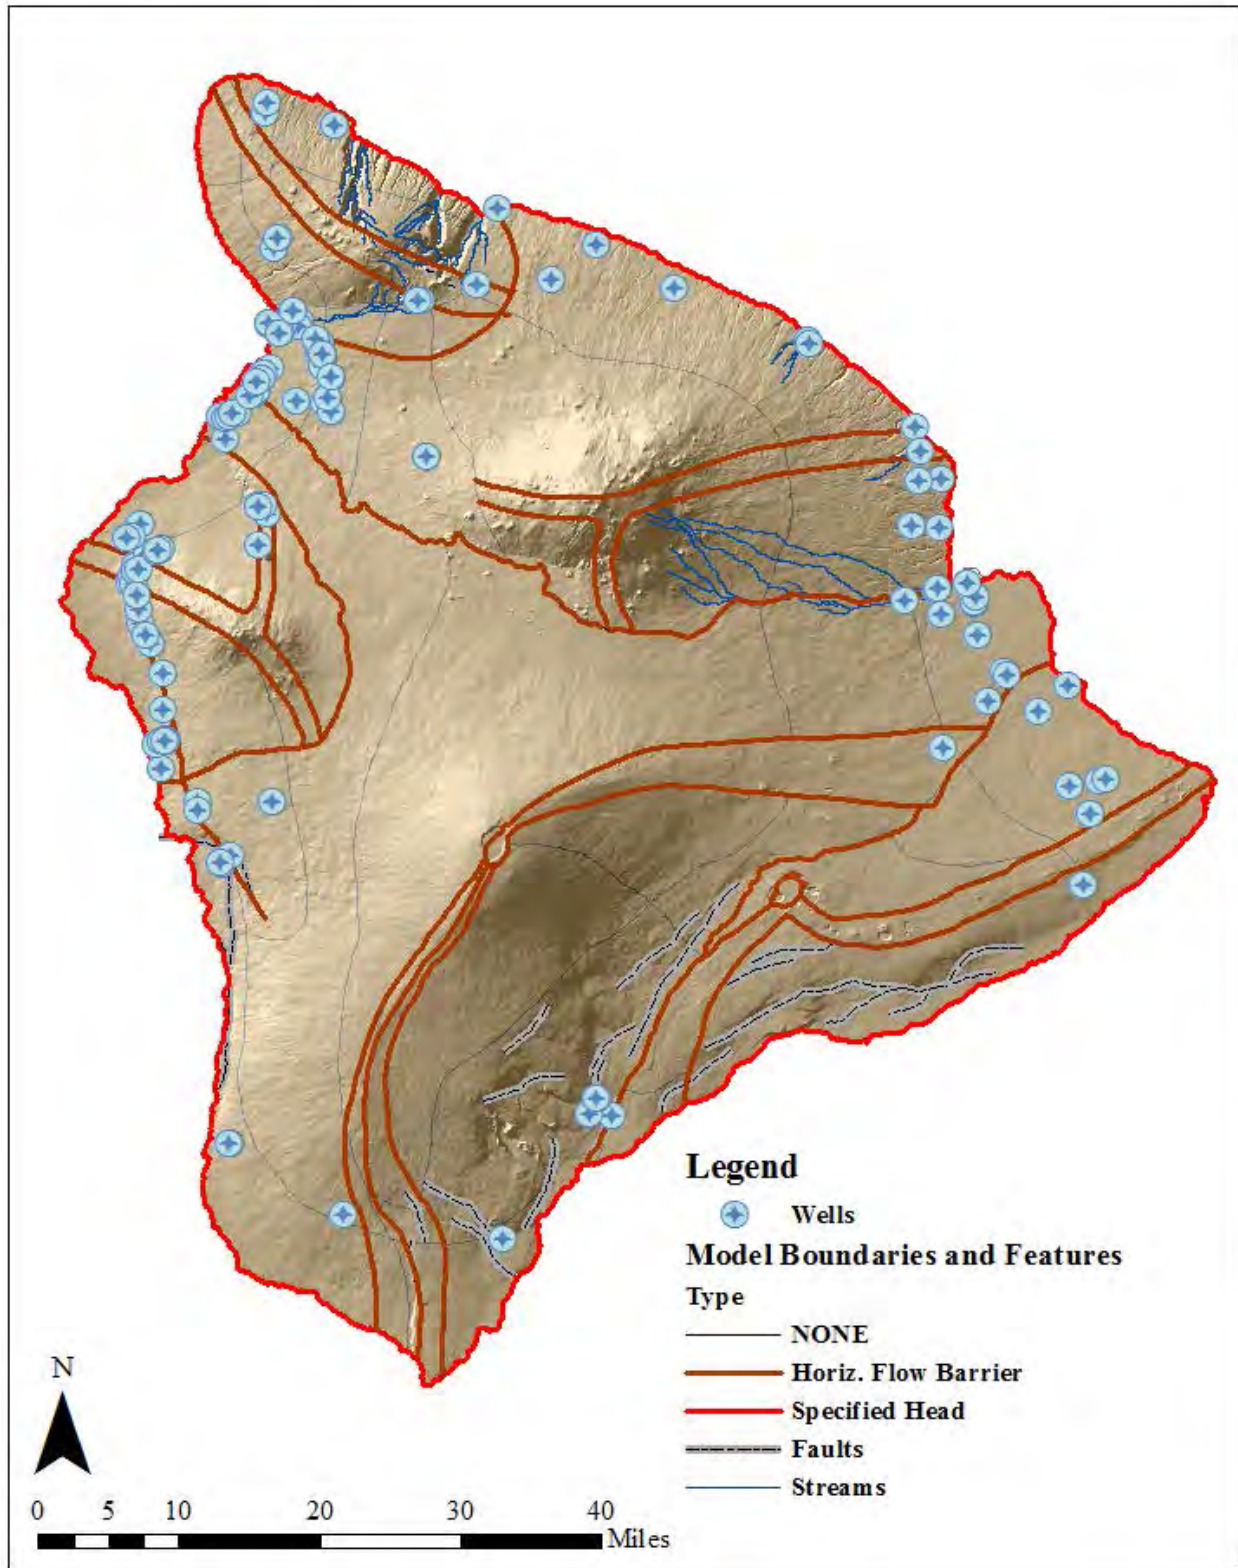 Legend
Wells
Model Boundaries and Features
Type
NONE
Horiz. Flow Barrier
Specified Head
Faults
Streams
N
0 5 10 20 30 40
Miles